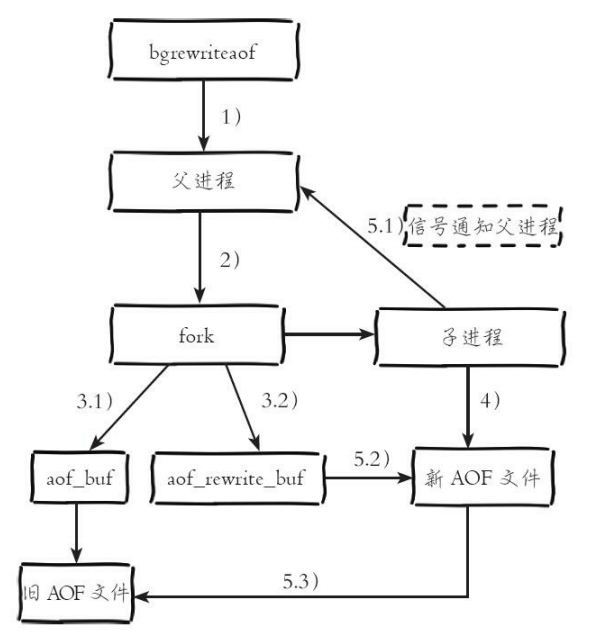 bgrewriteaof
1)
父进程
5.1)信号通知父进程
2)
fork
子进程
3.1)
3.2)
4)
aof_buf
aof_rewrite_buf
5.2)
新 AOF 文件
5.3)
旧 AOF 文件